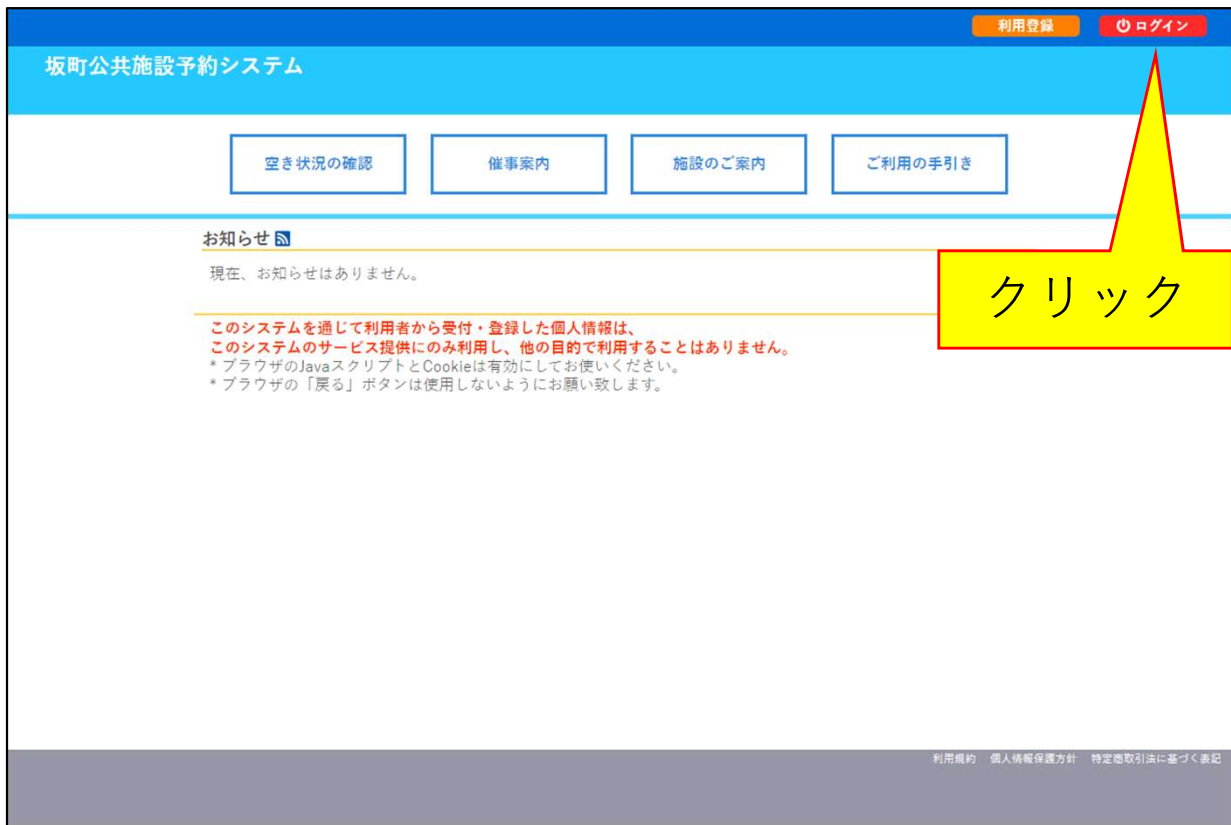 利用登録 ログイン
坂町公共施設予約システム
空き状況の確認 催事案内 施設のご案内 ご利用の手引き
お知らせ
現在、お知らせはありません。
クリック
このシステムを通じて利用者から受付・登録した個人情報は、
このシステムのサービス提供にのみ利用し、他の目的で利用することはありません。
* ブラウザのJavaスクリプトとCookieは有効にしてお使いください。
* ブラウザの「戻る」ボタンは使用しないようにお願い致します。
利用規約 個人情報保護方針 特定商取引法に基づく表記